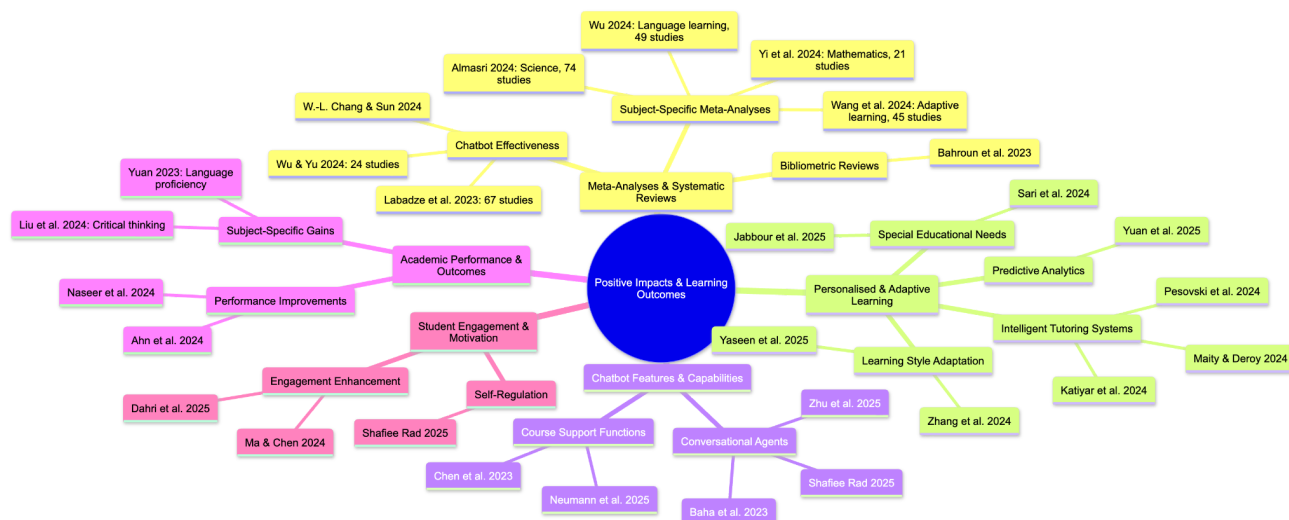 Wu 2024: Language learning,
49 studies
Yi et al. 2024: Mathematics, 21
studies
Almasri 2024: Science, 74
studies
Subject-Specific Meta-Analyses
Wang et al. 2024: Adaptive
learning, 45 studies
W.-L. Chang & Sun 2024
Chatbot Effectiveness
Wu & Yu 2024: 24 studies
Labadze et al. 2023: 67 studies
Meta-Analyses & Systematic
Reviews
Bibliometric Reviews
Bahroun et al. 2023
Yuan 2023: Language
proficiency
Liu et al. 2024: Critical thinking
Subject-Specific Gains
Academic Performance &
Outcomes
Naseer et al. 2024
Performance Improvements
Ahn et al. 2024
Positive Impacts & Learning
Outcomes
Sari et al. 2024
Jabbour et al. 2025
Special Educational Needs
Yuan et al. 2025
Predictive Analytics
Personalised & Adaptive
Learning
Pesovski et al. 2024
Intelligent Tutoring Systems
Maity & Deroy 2024
Katiyar et al. 2024
Yaseen et al. 2025
Learning Style Adaptation
Zhang et al. 2024
Student Engagement &
Motivation
Engagement Enhancement
Dahri et al. 2025
Ma & Chen 2024
Self-Regulation
Shafiee Rad 2025
Chatbot Features & Capabilities
Course Support Functions
Chen et al. 2023
Neumann et al. 2025
Conversational Agents
Zhu et al. 2025
Shafiee Rad 2025
Baha et al. 2023